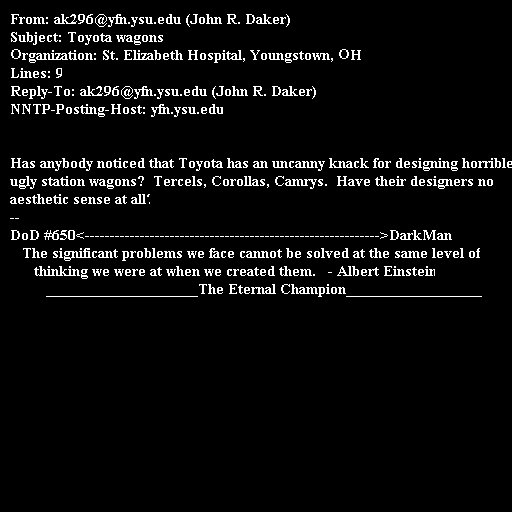 From: ak296@yfn.ysu.edu (John R. Daker)
Subject: Toyota wagons
Organization: St. Elizabeth Hospital, Youngstown, OH
Lines: 9
Reply-To: ak296@yfn.ysu.edu (John R. Daker)
NNTP-Posting-Host: yfn.ysu.edu
Has anybody noticed that Toyota has an uncanny knack for designing horrible
ugly station wagons?  Tercels, Corollas, Camrys.  Have their designers no
aesthetic sense at all?
--
DoD #650<----------------------------------------------------------->DarkMan
The significant problems we face cannot be solved at the same level of
thinking we were at when we created them.   - Albert Einstein
____________________The Eternal Champion__________________